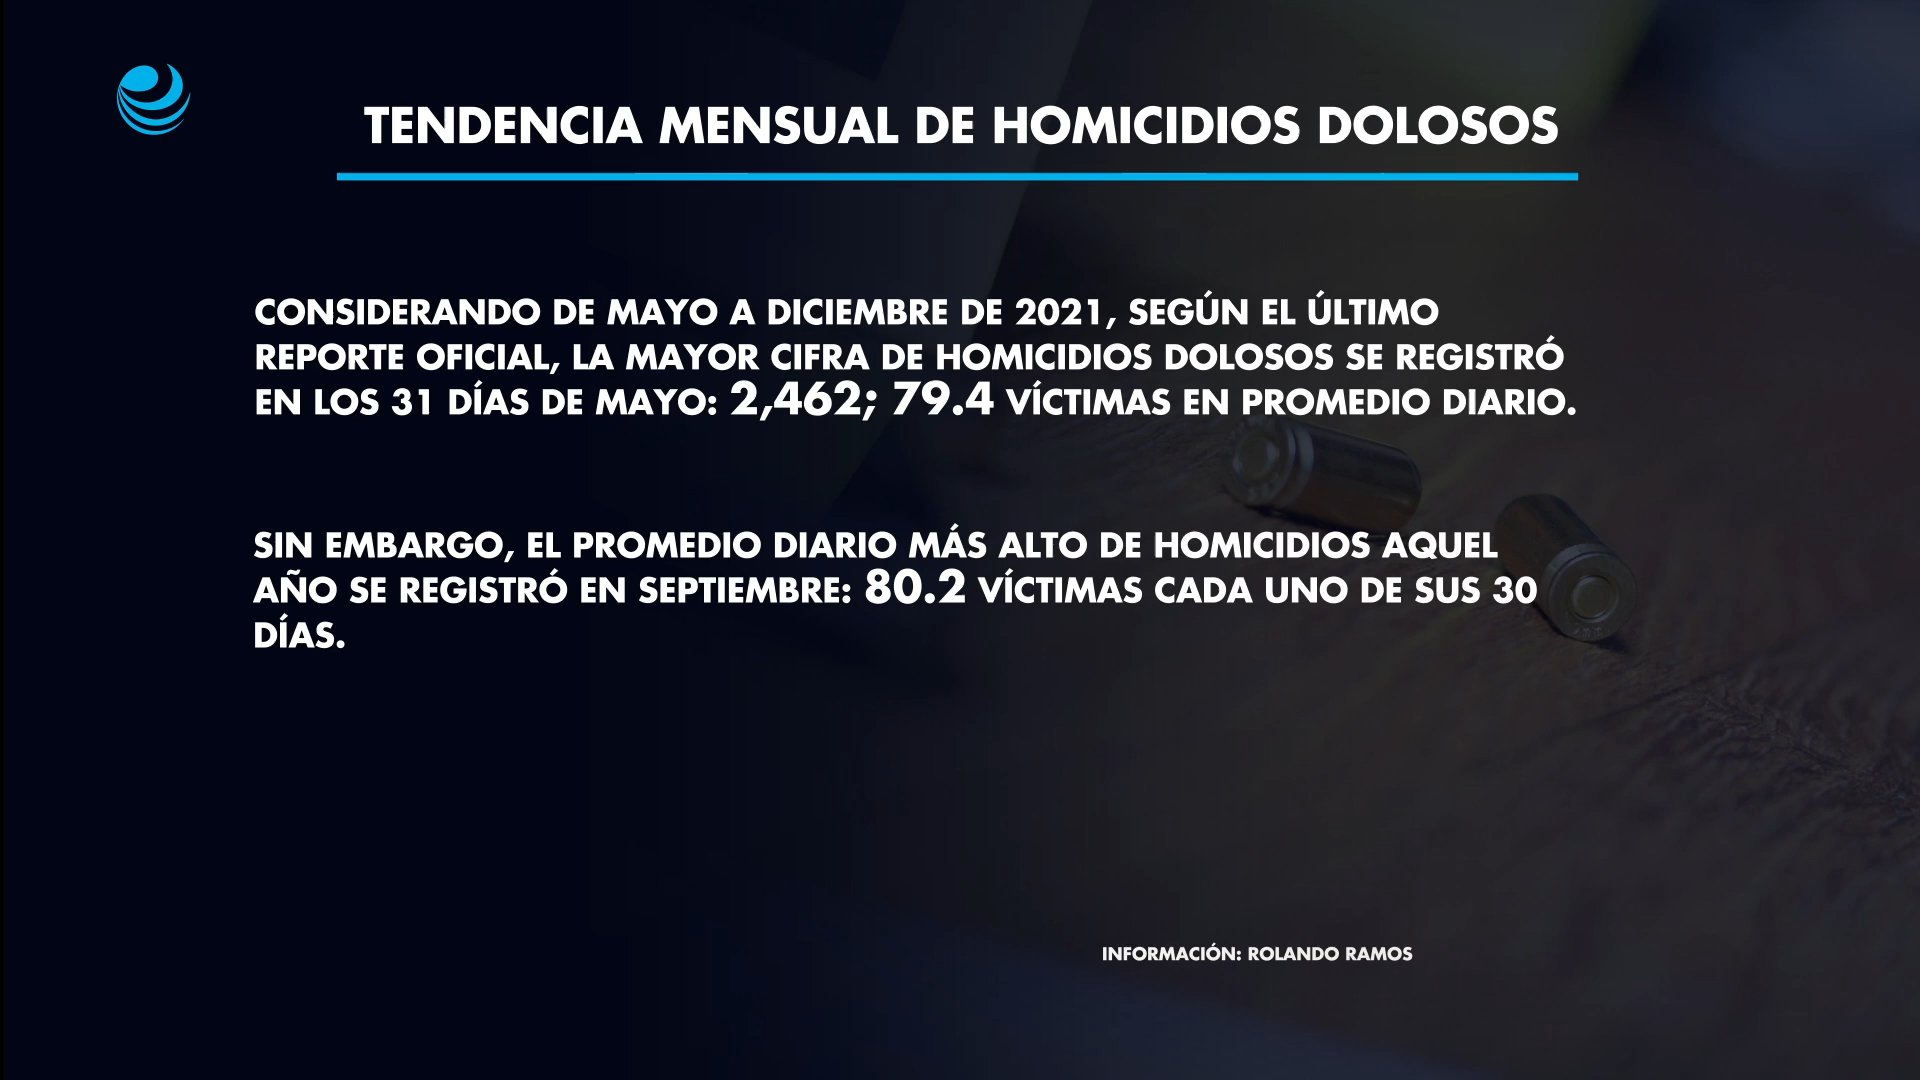 TENDENCIA MENSUAL DE HOMICIDIOS DOLOSOS
CONSIDERANDO DE MAYO A DICIEMBRE DE 2021, SEGÚN EL ÚLTIMO
REPORTE OFICIAL, LA MAYOR CIFRA DE HOMICIDIOS DOLOSOS SE REGISTRÓ
EN LOS 31 DÍAS DE MAYO: 2,462; 79.4 VÍCTIMAS EN PROMEDIO DIARIO.
SIN EMBARGO, EL PROMEDIO DIARIO MÁS ALTO DE HOMICIDIOS AQUEL
AÑO SE REGISTRÓ EN SEPTIEMBRE: 80.2 VÍCTIMAS CADA UNO DE SUS 30
DÍAS.
INFORMACIÓN: ROLANDO RAMOS